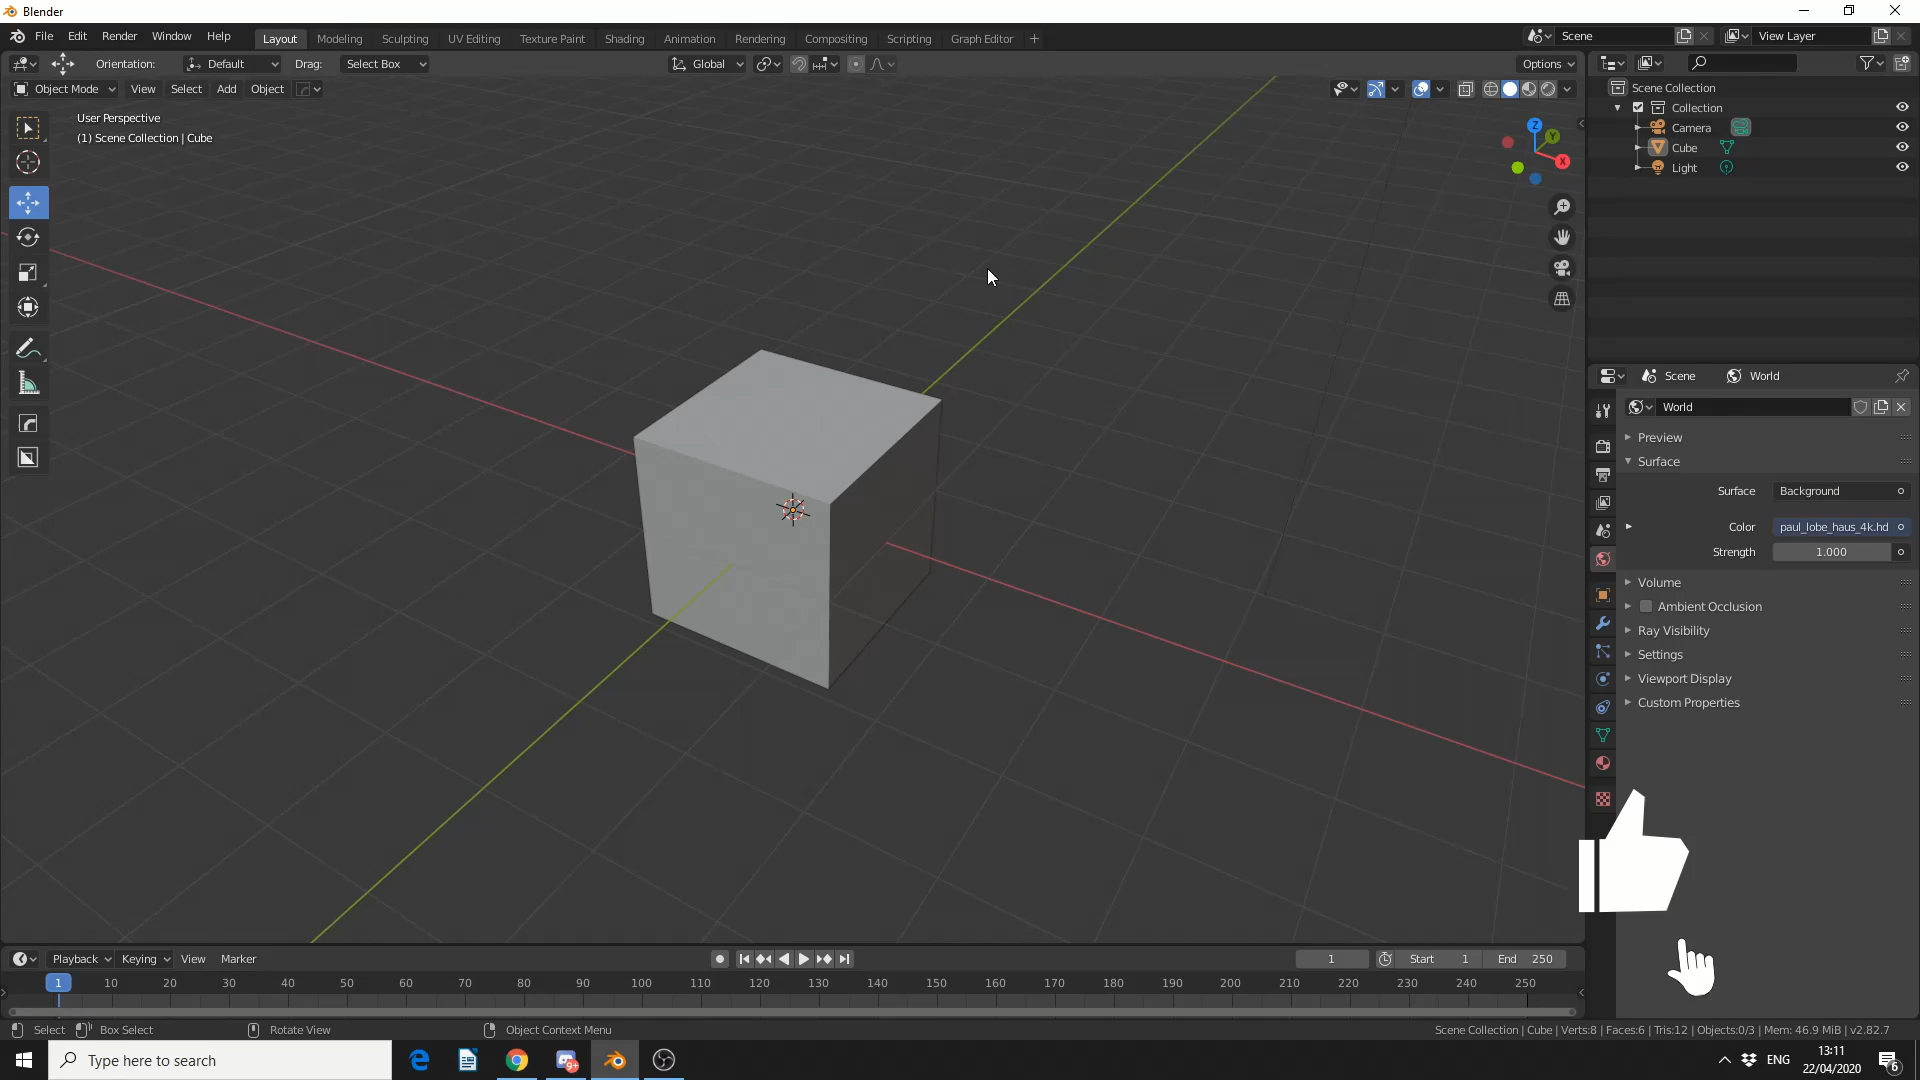 Blender
File Edit Render Window Help Layout Modeling Sculpting UV Editing Texture Paint Shading Animation Rendering Compositing Scripting Graph Editor + Scene View Layer
Orientation: Default Drag: Select Box Global Options
Object Mode View Select Add Object
User Perspective
(1) Scene Collection | Cube
Z
Y
X
Scene Collection
Collection
Camera
Cube
Light
Scene World
World
Preview
Surface
Surface Background
Color paul_lobe_haus_4k.hd
Strength 1.000
Volume
Ambient Occlusion
Ray Visibility
Settings
Viewport Display
Custom Properties
Playback Keying View Marker 1 Start 1 End 250
1 10 20 30 40 50 60 70 80 90 100 110 120 130 140 150 160 170 180 190 200 210 220 230 240 250
Select Box Select Rotate View Object Context Menu Scene Collection | Cube | Verts:8 | Faces:6 | Tris:12 | Objects:0/3 | Mem: 46.9 MiB | v2.82.7
Type here to search 9+ ENG 13:11
22/04/2020 6